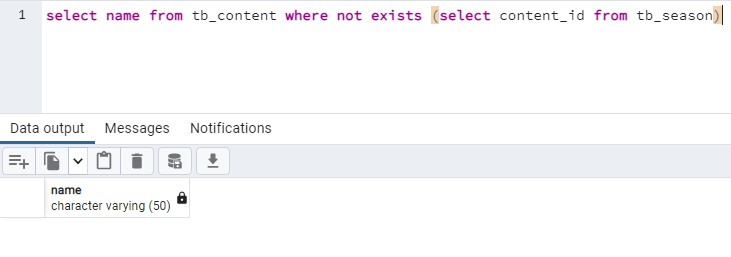 1 select name from tb_content where not exists (select content_id from tb_season)
Data output Messages Notifications
name
character varying (50)